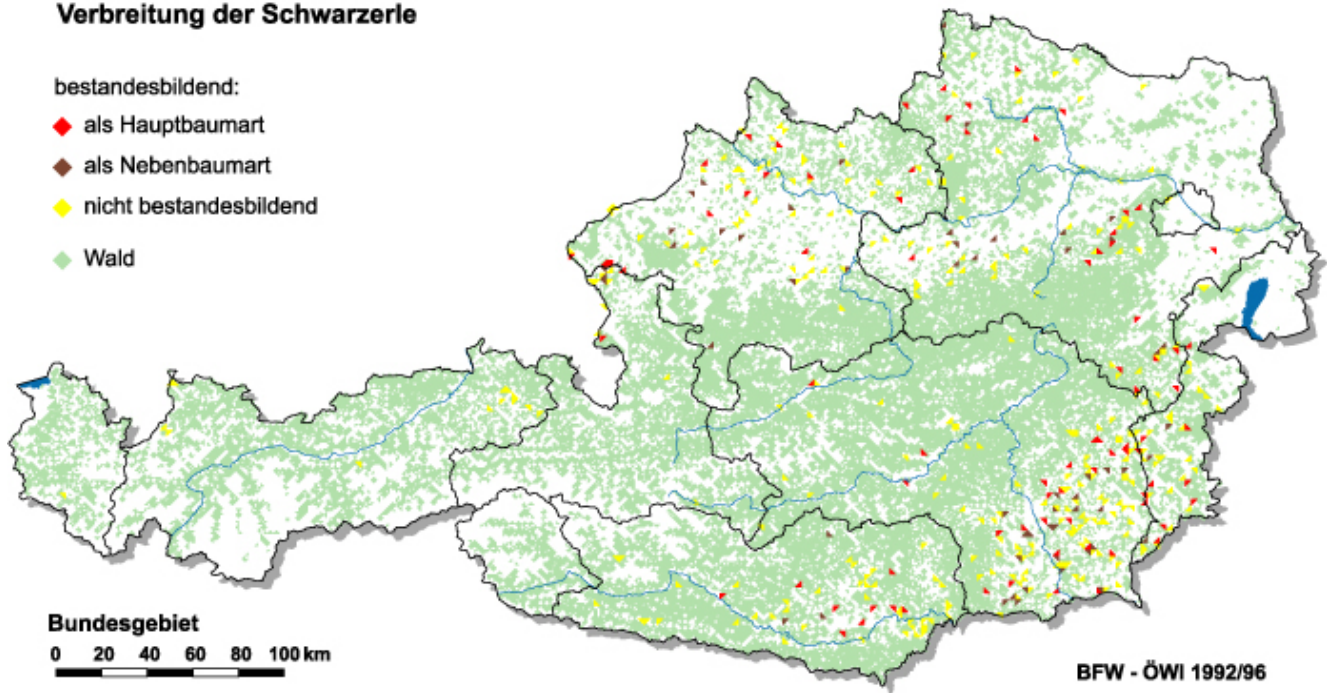 Verbreitung der Schwarzerle
bestandesbildend:
als Hauptbaumart
als Nebenbaumart
nicht bestandesbildend
Wald
Bundesgebiet
0 20 40 60 80 100 km
BFW - ÖWI 1992/96